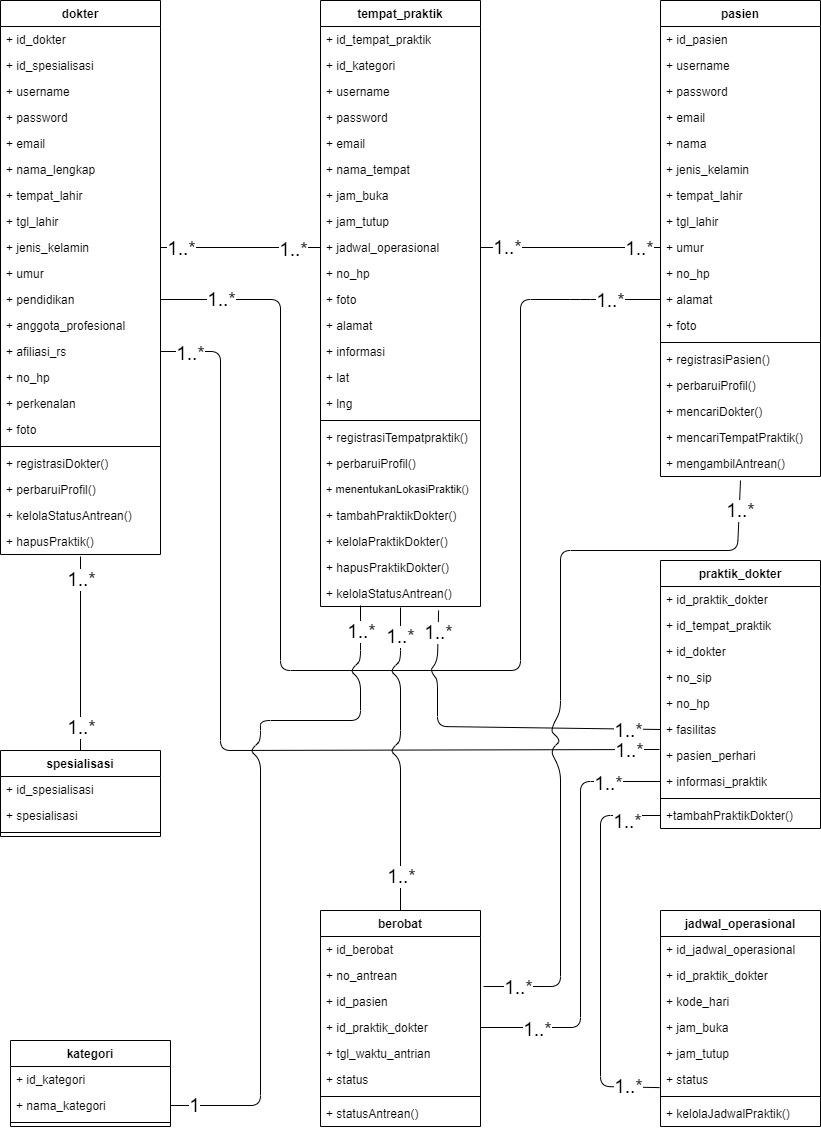 dokter
+ id_dokter
+ id_spesialisasi
+ username
+ password
+ email
+ nama_lengkap
+ tempat_lahir
+ tgl_lahir
+ jenis_kelamin
+ umur
+ pendidikan
+ anggota_profesional
+ afiliasi_rs
+ no_hp
+ perkenalan
+ foto
+ registrasiDokter()
+ perbaruiProfil()
+ kelolaStatusAntrean()
+ hapusPraktik()
tempat_praktik
+ id_tempat_praktik
+ id_kategori
+ username
+ password
+ email
+ nama_tempat
+ jam_buka
+ jam_tutup
+ jadwal_operasional
+ no_hp
+ foto
+ alamat
+ informasi
+ lat
+ lng
+ registrasiTempatpraktik()
+ perbaruiProfil()
+ menentukanLokasiPraktik()
+ tambahPraktikDokter()
+ kelolaPraktikDokter()
+ hapusPraktikDokter()
+ kelolaStatusAntrean()
pasien
+ id_pasien
+ username
+ password
+ email
+ nama
+ jenis_kelamin
+ tempat_lahir
+ tgl_lahir
+ umur
+ no_hp
+ alamat
+ foto
+ registrasiPasien()
+ perbaruiProfil()
+ mencariDokter()
+ mencariTempatPraktik()
+ mengambilAntrean()
1..*
1..*
1..*
1..*
1..*
1..*
1..*
1..*
1..*
1..*
1..*
1..*
praktik_dokter
+ id_praktik_dokter
+ id_tempat_praktik
+ id_dokter
+ no_sip
+ no_hp
+ fasilitas
+ pasien_perhari
+ informasi_praktik
+tambahPraktikDokter()
1..*
1..*
1..*
1..*
1..*
spesialisasi
+ id_spesialisasi
+ spesialisasi
1..*
berobat
+ id_berobat
+ no_antrean
+ id_pasien
+ id_praktik_dokter
+ tgl_waktu_antrian
+ status
+ statusAntrean()
1..*
1..*
jadwal_operasional
+ id_jadwal_operasional
+ id_praktik_dokter
+ kode_hari
+ jam_buka
+ jam_tutup
+ status
+ kelolaJadwalPraktik()
1..*
kategori
+ id_kategori
+ nama_kategori
1